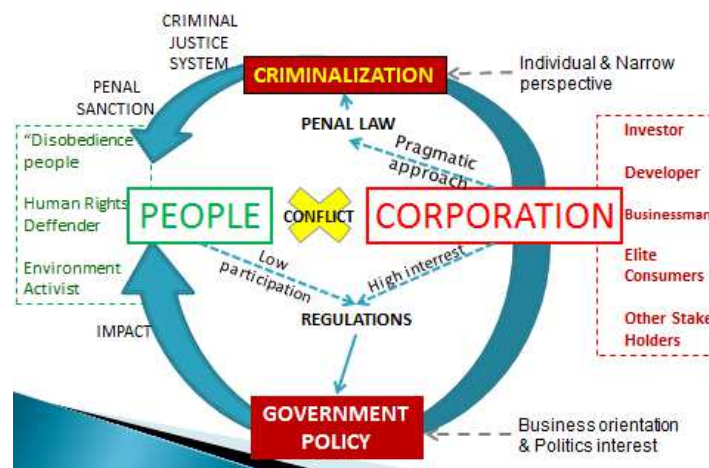 CRIMINAL
JUSTICE
SYSTEM
CRIMINALIZATION
Individual & Narrow
perspective
PENAL
SANCTION
PENAL LAW
Pragmatic
approach
"Disobedience
people
Human Rights
Deffender
Environment
Activist
PEOPLE
CONFLICT
CORPORATION
Investor
Developer
Businessman
Elite
Consumers
Other Stake
Holders
Low
participation
High interrest
REGULATIONS
IMPACT
GOVERNMENT
POLICY
Business orientation
& Politics interest